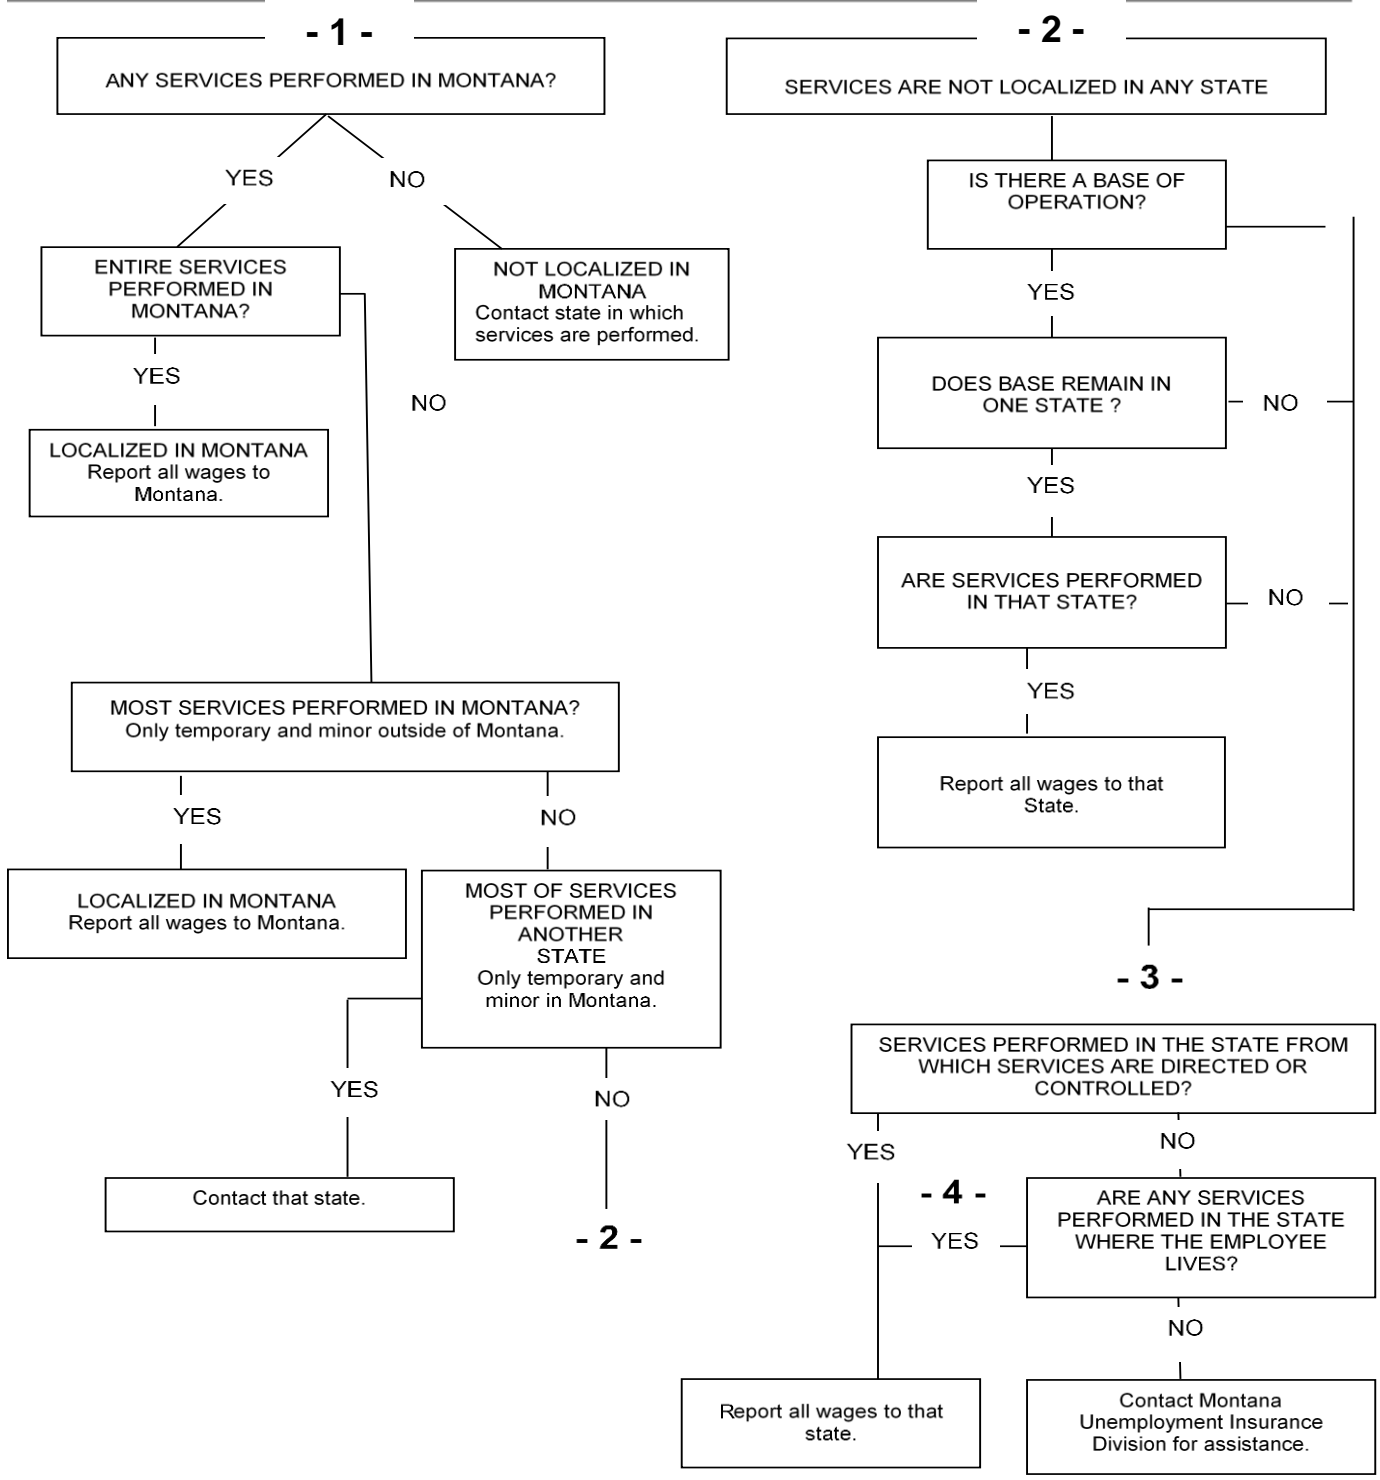 - 1 -
ANY SERVICES PERFORMED IN MONTANA?
YES
NO
ENTIRE SERVICES
PERFORMED IN
MONTANA?
NOT LOCALIZED IN
MONTANA
Contact state in which
services are performed.
YES
NO
LOCALIZED IN MONTANA
Report all wages to
Montana.
MOST SERVICES PERFORMED IN MONTANA?
Only temporary and minor outside of Montana.
YES
NO
LOCALIZED IN MONTANA
Report all wages to Montana.
MOST OF SERVICES
PERFORMED IN
ANOTHER
STATE
Only temporary and
minor in Montana.
YES
NO
Contact that state.
- 2 -
- 2 -
SERVICES ARE NOT LOCALIZED IN ANY STATE
IS THERE A BASE OF
OPERATION?
YES
DOES BASE REMAIN IN
ONE STATE ?
NO
YES
ARE SERVICES PERFORMED
IN THAT STATE?
NO
YES
Report all wages to that
State.
- 3 -
SERVICES PERFORMED IN THE STATE FROM
WHICH SERVICES ARE DIRECTED OR
CONTROLLED?
YES
NO
- 4 -
ARE ANY SERVICES
PERFORMED IN THE STATE
WHERE THE EMPLOYEE
LIVES?
YES
NO
Report all wages to that
state.
Contact Montana
Unemployment Insurance
Division for assistance.